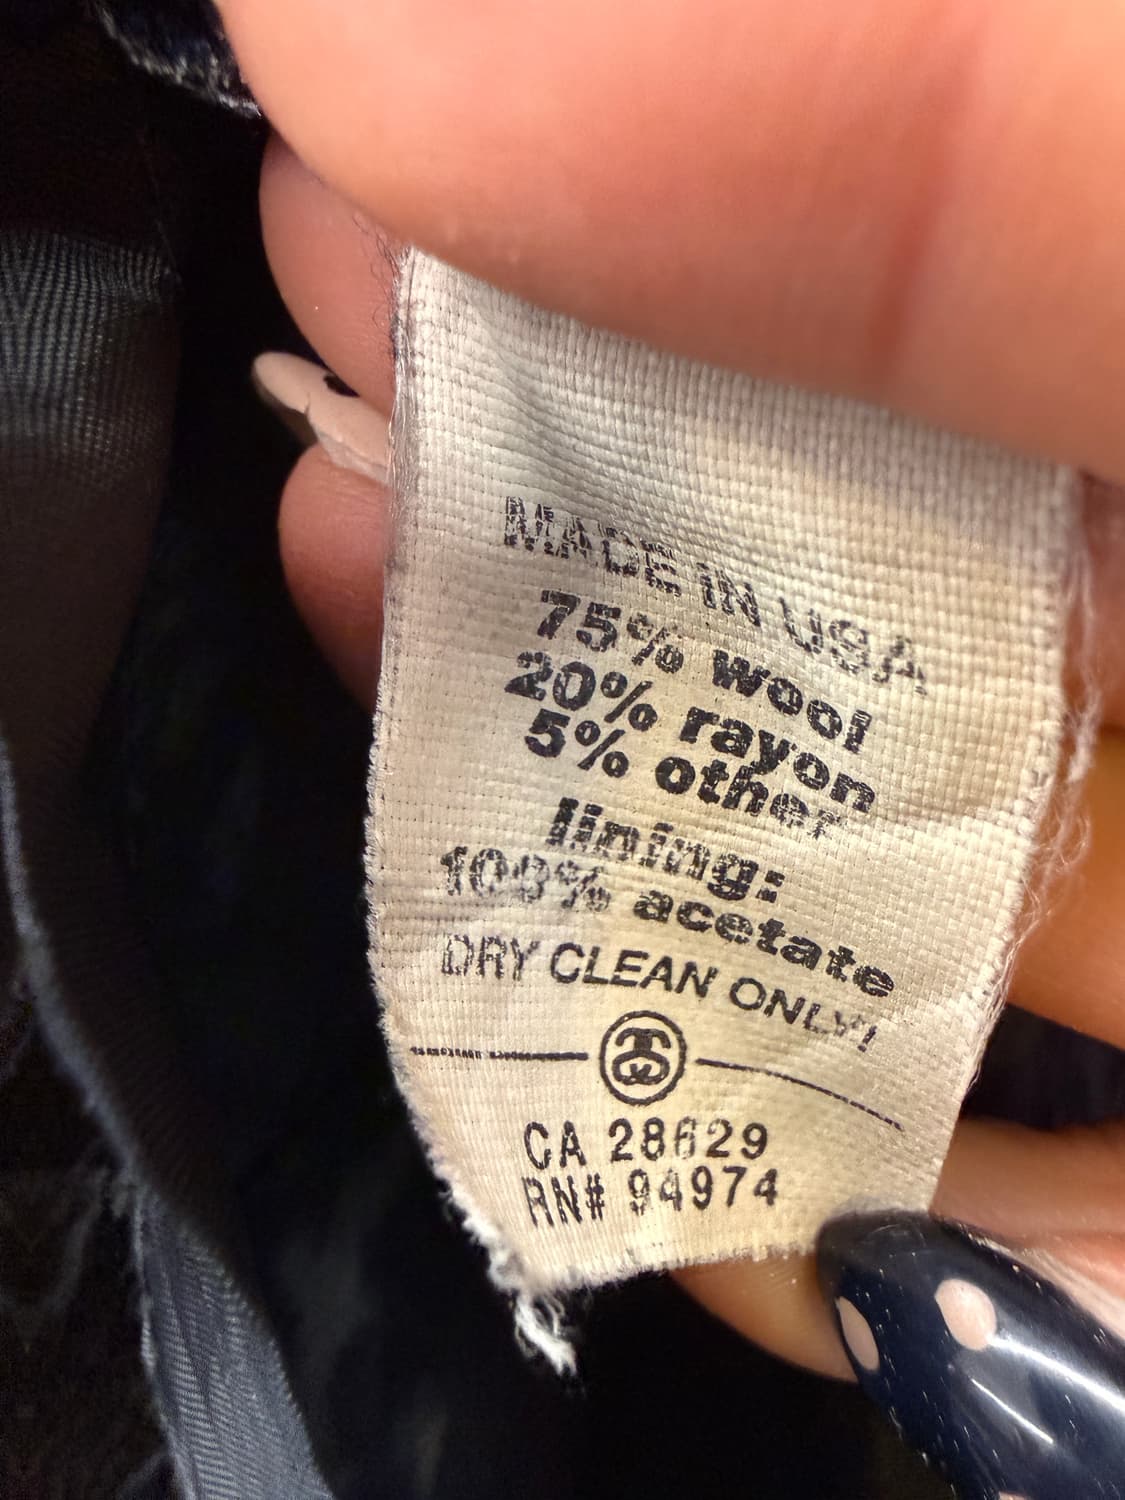 MADE IN USA
75% wool
20% rayon
5% other
lining:
100% acetate
DRY CLEAN ONLY
CA 28629
RN# 94974